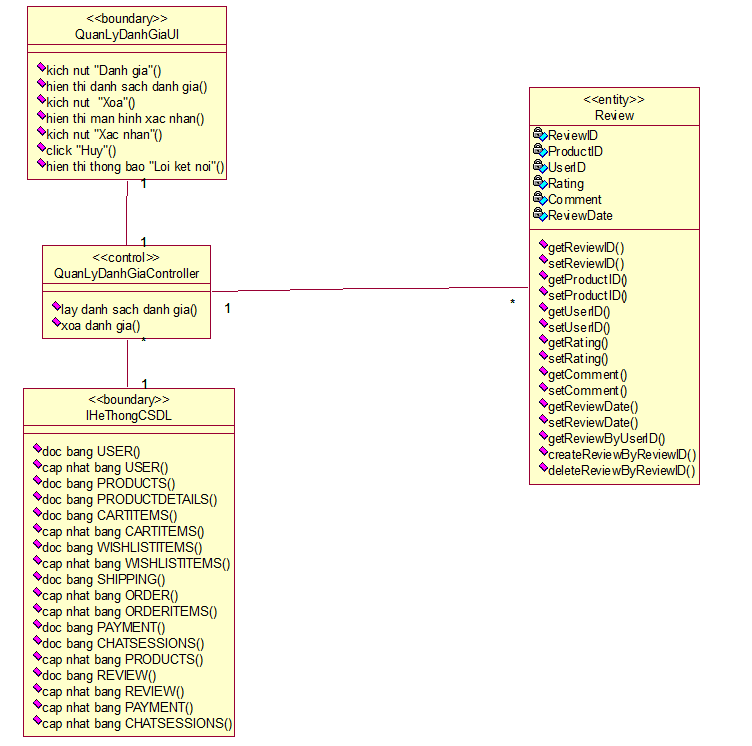 <<boundary>>
QuanLyDanhGiaUI
kich nut "Danh gia"()
hien thi danh sach danh gia()
kich nut  "Xoa"()
hien thi man hinh xac nhan()
kich nut "Xac nhan"()
click "Huy"()
hien thi thong bao "Loi ket noi"()
1
1
<<control>>
QuanLyDanhGiaController
lay danh sach danh gia()
xoa danh gia()
1
*
*
1
<<boundary>>
IHeThongCSDL
doc bang USER()
cap nhat bang USER()
doc bang PRODUCTS()
doc bang PRODUCTDETAILS()
doc bang CARTITEMS()
cap nhat bang CARTITEMS()
doc bang WISHLISTITEMS()
cap nhat bang WISHLISTITEMS()
doc bang SHIPPING()
cap nhat bang ORDER()
cap nhat bang ORDERITEMS()
doc bang PAYMENT()
doc bang CHATSESSIONS()
cap nhat bang PRODUCTS()
doc bang REVIEW()
cap nhat bang REVIEW()
cap nhat bang PAYMENT()
cap nhat bang CHATSESSIONS()
<<entity>>
Review
ReviewID
ProductID
UserID
Rating
Comment
ReviewDate
getReviewID()
setReviewID()
getProductID()
setProductID()
getUserID()
setUserID()
getRating()
setRating()
getComment()
setComment()
getReviewDate()
setReviewDate()
getReviewByUserID()
createReviewByReviewID()
deleteReviewByReviewID()